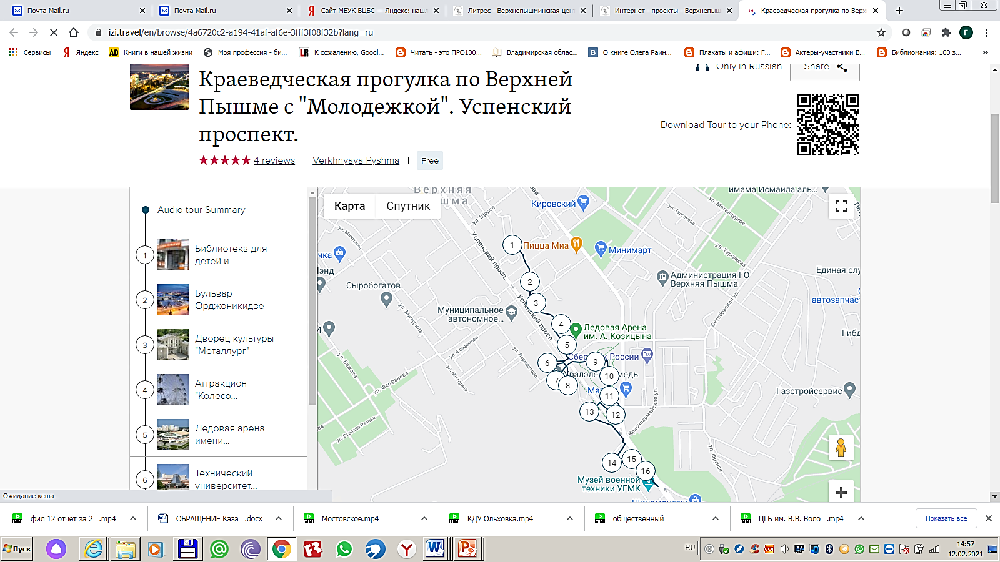 Почта Mail.ru
Почта Mail.ru
Сайт МБУК ВЦБС — Яндекс: наш
Литрес - Верхнепышминская цен
Интернет - проекты - Верхнепыш
Краеведческая прогулка по Верх
izi.travel/en/browse/4a6720c2-a194-41af-af6e-3fff3f08f32b?lang=ru
Г
Сервисы
Яндекс
Книги в нашей жизни
Моя профессия - би...
К сожалению, Googl...
Читать - это ПРО100...
Владимирская облас...
О книге Олега Раин...
Плакаты и афиши: Г...
Актеры-участники В...
Библиомания: 100 з...
»
Only in Russian
Share
Краеведческая прогулка по Верхней
Пышме с "Молодежкой". Успенский
проспект.
Download Tour to your Phone:
4 reviews | Verkhnyaya Pyshma | Free
Audio tour Summary
1
Библиотека для
детей и...
2
Бульвар
Орджоникидзе
3
Дворец культуры
"Металлург"
4
Аттракцион
"Колесо...
5
Ледовая арена
имени...
6
Технический
университет...
Карта
Спутник
Верхняя
шма
имама Исмаила аль...
Кировский
ул. Щорса
ул. Тургенева
ул. Металлургов
ул. Мичурина
Успенский просп.
1
Пицца Миа
Минимарт
ул. Тургенева
чка
Администрация ГО
Верхняя Пышма
Единая слу
2
Сыробогатов
3
Успенский просп.
Октябрьская ул.
автозапчас
Муниципальное
автономное...
ул. Мичурина
4
Ледовая Арена
им. А. Козицына
Гибд
5
ул. Феофанова
ул. Лермонтова
6
9
10
7
8
ул. Бажова
ул. Феофанова
ул. Мичурина
11
Красноармейская ул.
Газстройсервис
13
12
ул. Степана Разина
ул. Фрунзе
14
15
16
Музей военной
техники УГМК
Шиномонтаж
Ожидание кеша...
фил 12 отчет за 2....mp4
ОБРАЩЕНИЕ Каза....docx
Мостовское.mp4
КДУ Ольховка.mp4
общественный
ЦГБ им. В.В. Воло....mp4
Показать все
Пуск
RU
14:57
12.02.2021